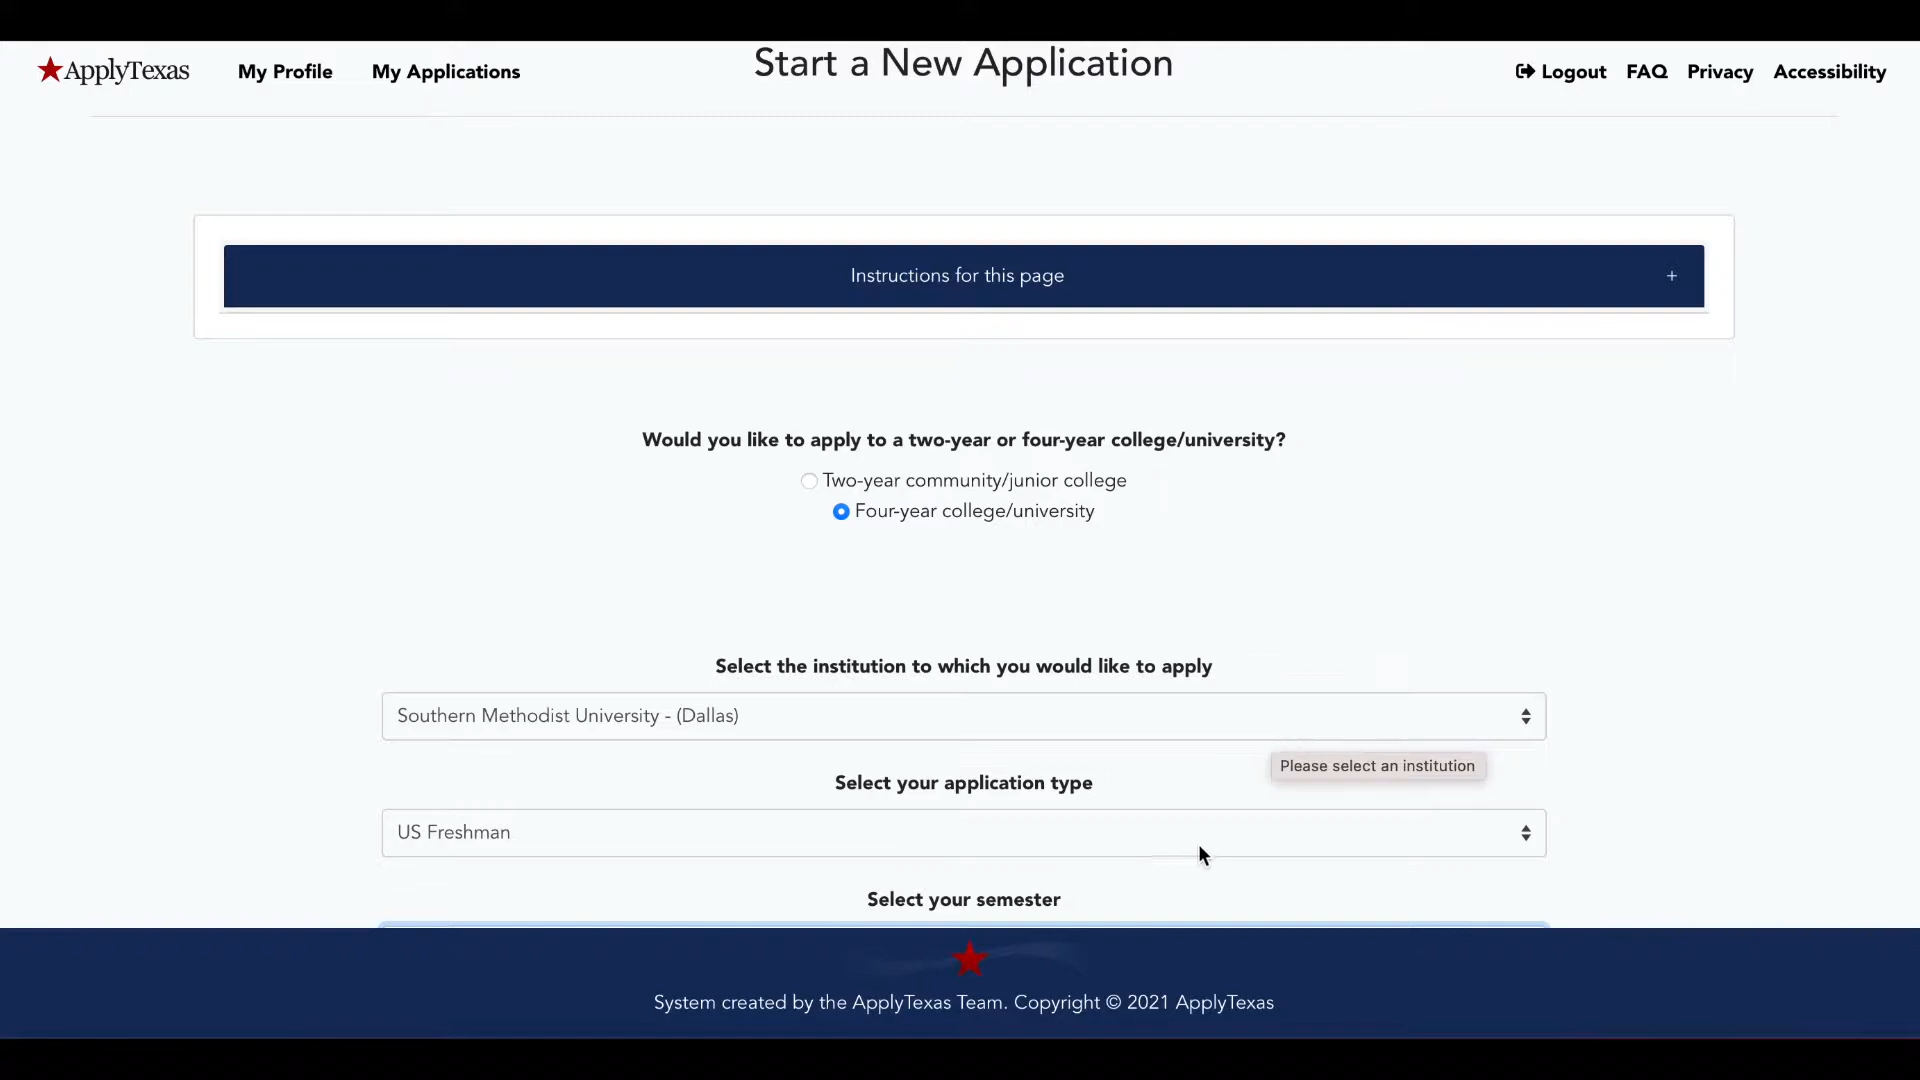 ApplyTexas
My Profile
My Applications
Start a New Application
Logout
FAQ
Privacy
Accessibility
Instructions for this page
+
Would you like to apply to a two-year or four-year college/university?
Two-year community/junior college
Four-year college/university
Select the institution to which you would like to apply
Southern Methodist University - (Dallas)
Please select an institution
Select your application type
US Freshman
Select your semester
System created by the ApplyTexas Team. Copyright © 2021 ApplyTexas